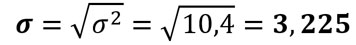 σ = √σ² = √10,4 = 3,225